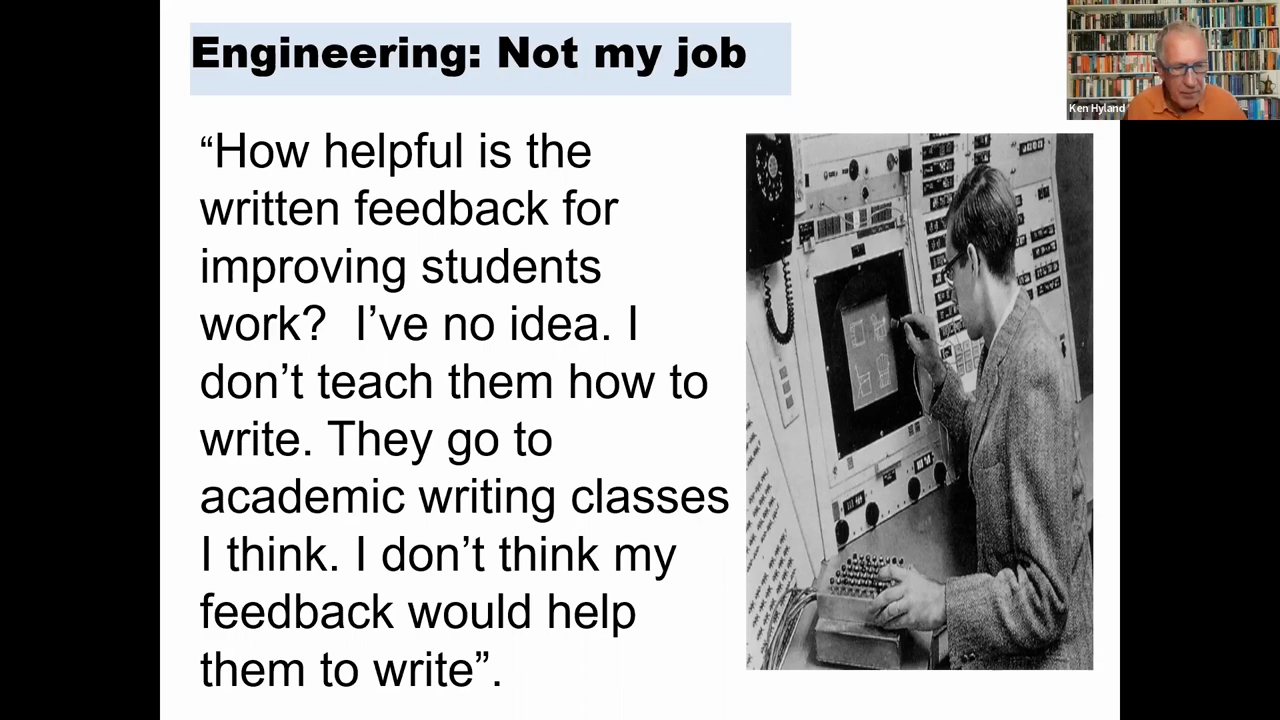 Engineering: Not my job
Ken Hyland
“How helpful is the
written feedback for
improving students
work?  I’ve no idea. I
don’t teach them how to
write. They go to
academic writing classes
I think. I don’t think my
feedback would help
them to write”.